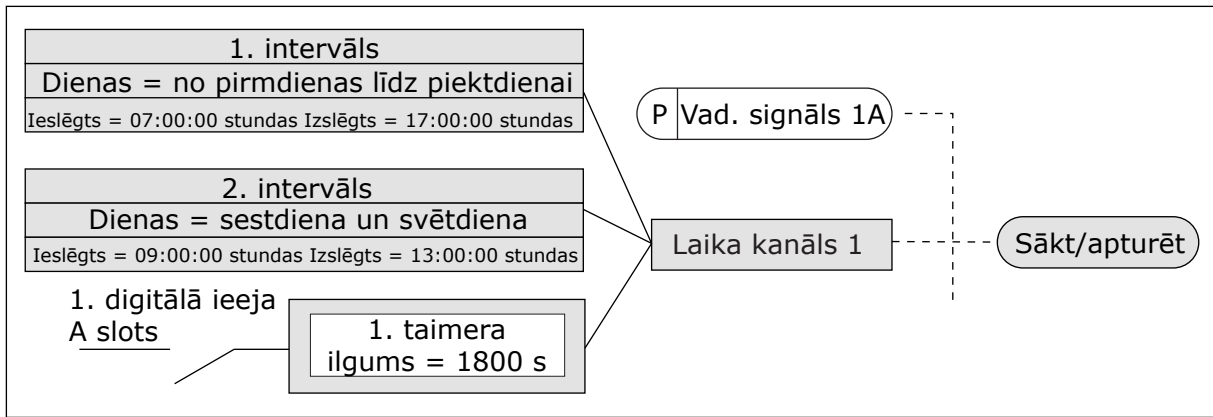 1. intervāls
Dienas = no pirmdienas līdz piektdienai
Ieslēgts = 07:00:00 stundas Izslēgts = 17:00:00 stundas
P Vad. signāls 1A
2. intervāls
Dienas = sestdiena un svētdiena
Ieslēgts = 09:00:00 stundas Izslēgts = 13:00:00 stundas
Laika kanāls 1
Sākt/apturēt
1. digitālā ieeja
A slots
1. taimera
ilgums = 1800 s